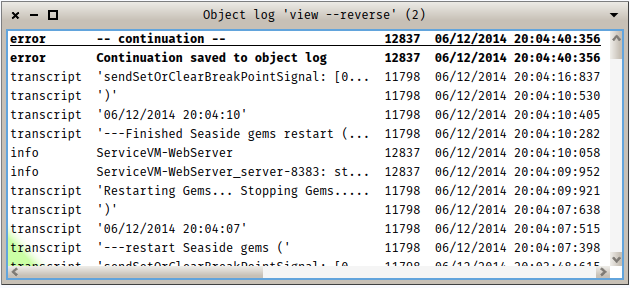 Object log 'view --reverse' (2)
error -- continuation -- 12837 06/12/2014 20:04:40:356
error Continuation saved to object log 12837 06/12/2014 20:04:40:356
transcript 'sendSetOrClearBreakPointSignal: [0... 11798 06/12/2014 20:04:16:837
transcript ')' 11798 06/12/2014 20:04:10:530
transcript '06/12/2014 20:04:10' 11798 06/12/2014 20:04:10:405
transcript '---Finished Seaside gems restart (... 11798 06/12/2014 20:04:10:282
info ServiceVM-WebServer 12837 06/12/2014 20:04:10:058
info ServiceVM-WebServer_server-8383: st... 12837 06/12/2014 20:04:09:952
transcript 'Restarting Gems... Stopping Gems..... 11798 06/12/2014 20:04:09:921
transcript ')' 11798 06/12/2014 20:04:07:638
transcript '06/12/2014 20:04:07' 11798 06/12/2014 20:04:07:515
transcript '---restart Seaside gems (' 11798 06/12/2014 20:04:07:398
transcript 'sendSetOrClearBreakPointSignal: [0... 11798 06/12/2014 20:03:48:615